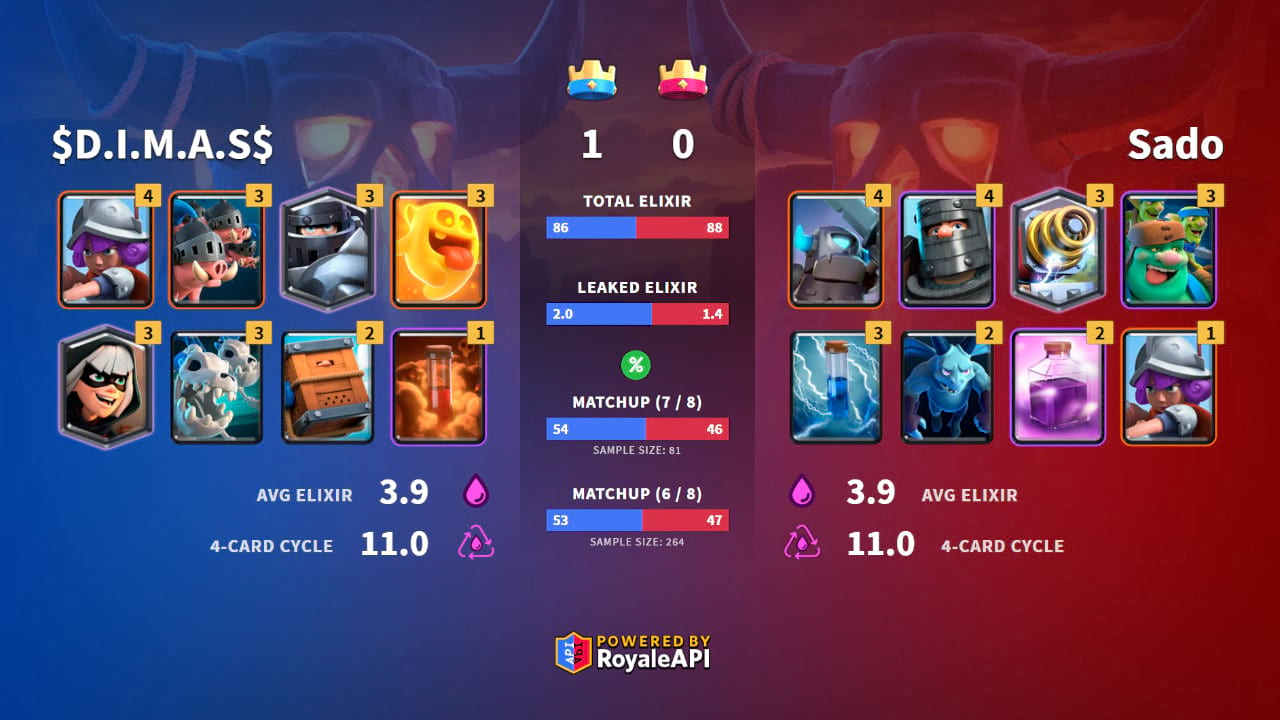 $D.I.M.A.S$
4 3 3 3
3 3 2 1
AVG ELIXIR 3.9
4-CARD CYCLE 11.0
1 0
TOTAL ELIXIR
86 88
LEAKED ELIXIR
2.0 1.4
%
MATCHUP (7 / 8)
54 46
SAMPLE SIZE: 81
MATCHUP (6 / 8)
53 47
SAMPLE SIZE: 264
Sado
4 4 3 3
3 2 2 1
3.9 AVG ELIXIR
11.0 4-CARD CYCLE
API API
POWERED BY
RoyaleAPI